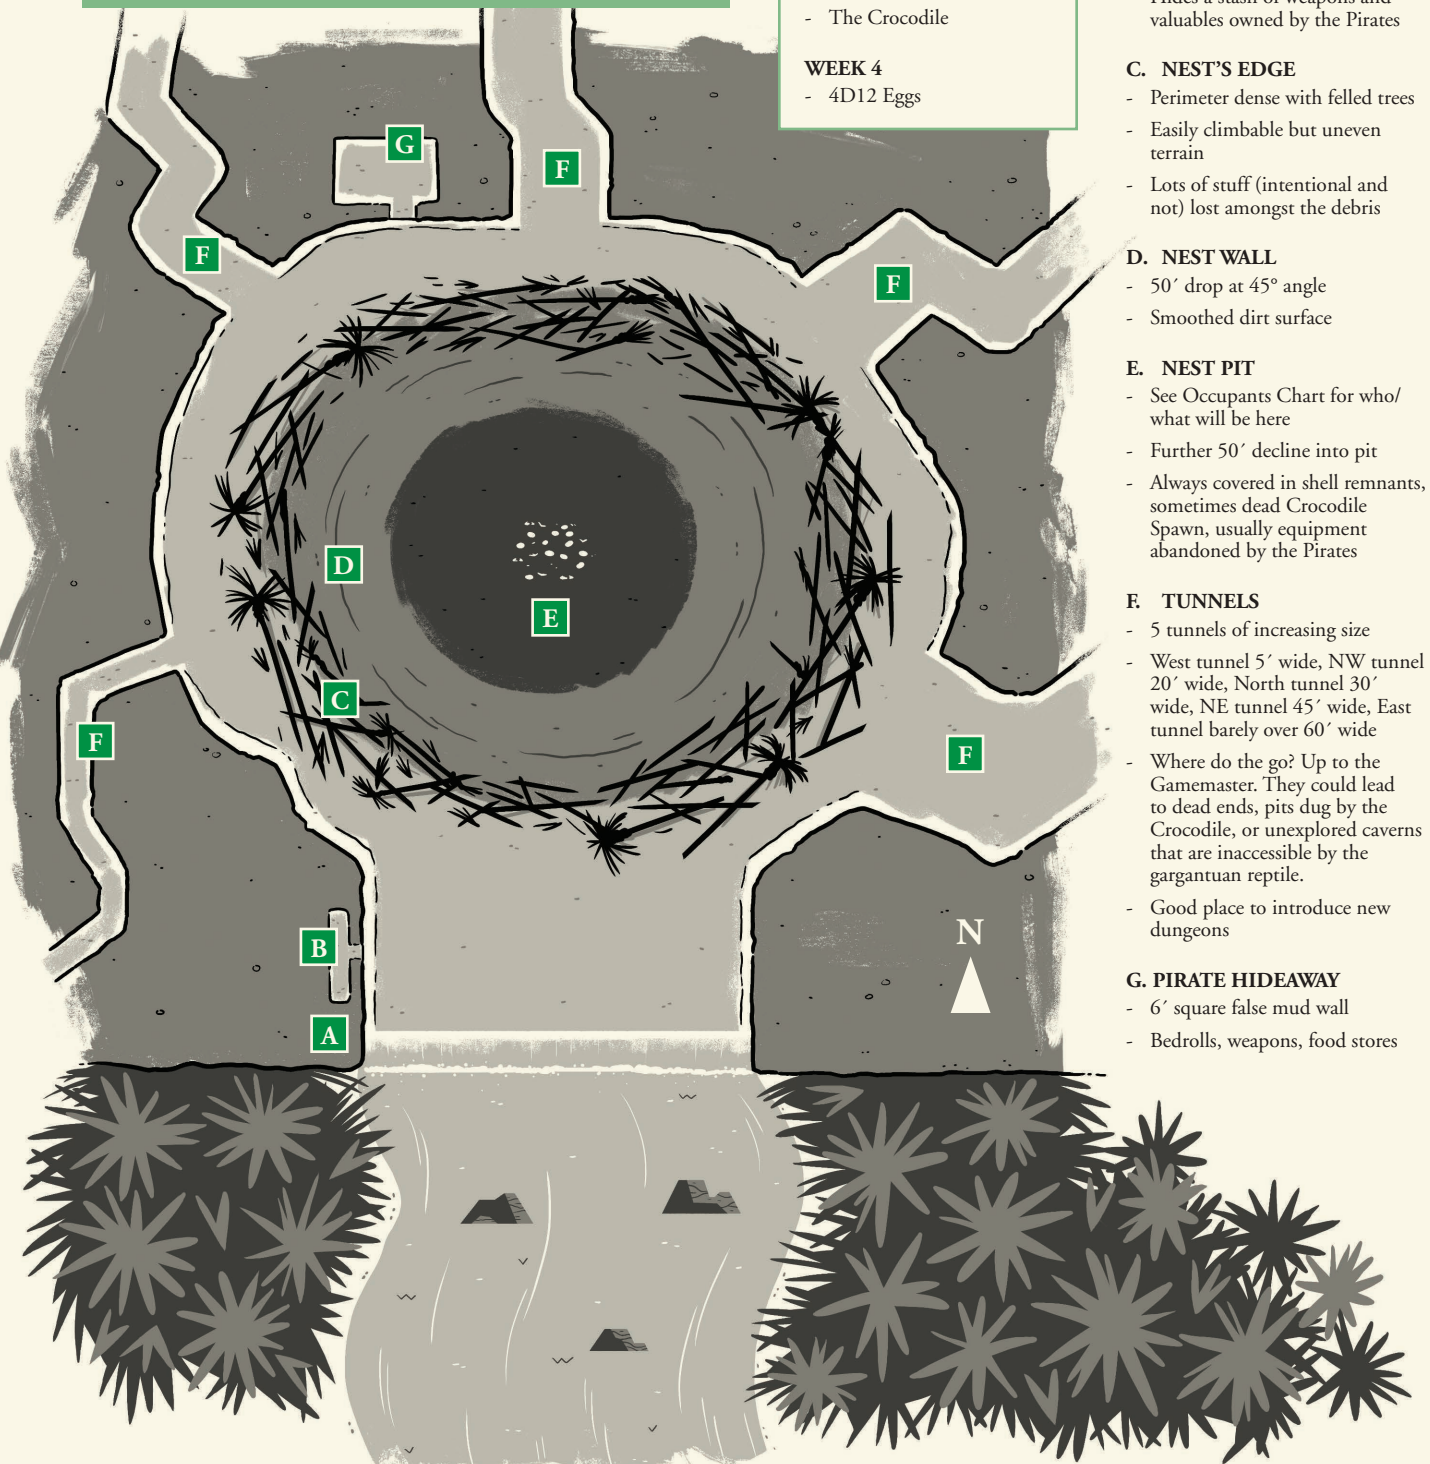 - The Crocodile
WEEK 4
- 4D12 Eggs
Hides a stash of weapons and
valuables owned by the Pirates
C. NEST'S EDGE
- Perimeter dense with felled trees
- Easily climbable but uneven
terrain
- Lots of stuff (intentional and
not) lost amongst the debris
D. NEST WALL
- 50´ drop at 45° angle
- Smoothed dirt surface
E. NEST PIT
- See Occupants Chart for who/
what will be here
- Further 50´ decline into pit
- Always covered in shell remnants,
sometimes dead Crocodile
Spawn, usually equipment
abandoned by the Pirates
F. TUNNELS
- 5 tunnels of increasing size
- West tunnel 5´ wide, NW tunnel
20´ wide, North tunnel 30´
wide, NE tunnel 45´ wide, East
tunnel barely over 60´ wide
- Where do the go? Up to the
Gamemaster. They could lead
to dead ends, pits dug by the
Crocodile, or unexplored caverns
that are inaccessible by the
gargantuan reptile.
- Good place to introduce new
dungeons
G. PIRATE HIDEAWAY
- 6´ square false mud wall
- Bedrolls, weapons, food stores
G
F
F
F
D
E
C
F
F
B
N
A